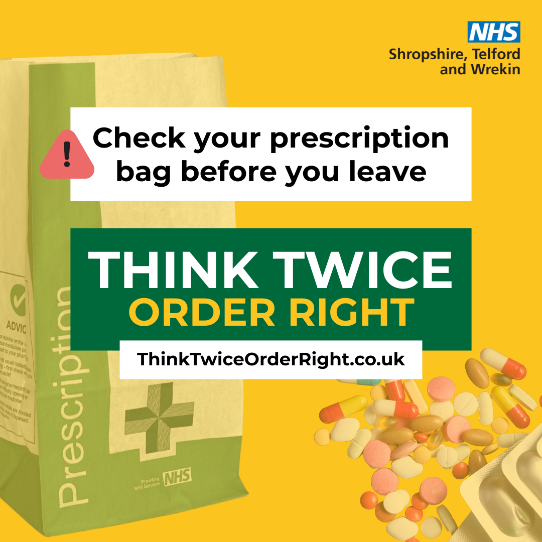 NHS
Shropshire, Telford
and Wrekin
Check your prescription
bag before you leave
!
THINK TWICE
ORDER RIGHT
ThinkTwiceOrderRight.co.uk
ADVIC
Prescription
NHS